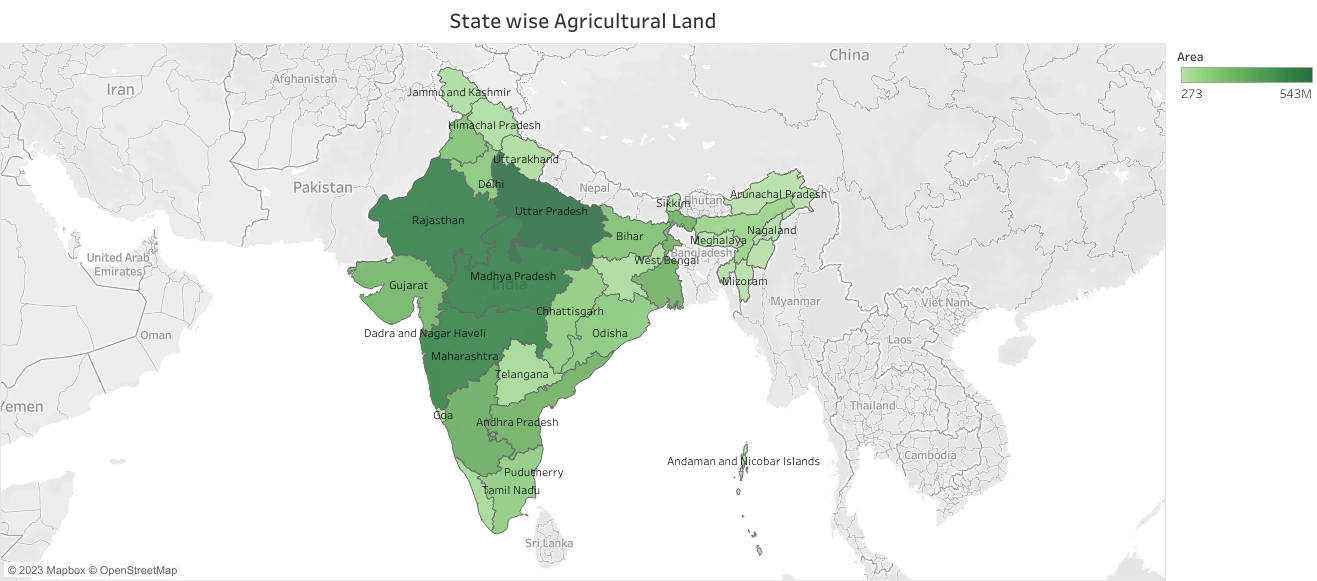 State wise Agricultural Land
China
Area
273
543M
Afghanistan
Iran
Jammu and Kashmir
Himachal Pradesh
Uttarakhand
Pakistan
Delhi
Nepal
Sikkim
Bhutan
Arunachal Pradesh
Rajasthan
Uttar Pradesh
Bihar
Nagaland
Meghalaya
Bangladesh
West Bengal
United Arab
Emirates
Gujarat
Madhya Pradesh
India
Mizoram
Myanmar
Viet Nam
Chhattisgarh
Oman
Dadra and Nagar Haveli
Odisha
Laos
Maharashtra
Telangana
Yemen
Goa
Andhra Pradesh
Thailand
Cambodia
Puducherry
Andaman and Nicobar Islands
Tamil Nadu
Sri Lanka
© 2023 Mapbox © OpenStreetMap